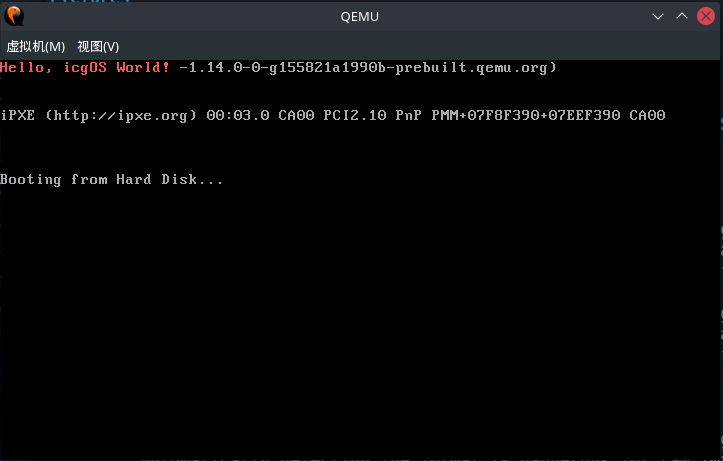 QEMU
虚拟机(M) 视图(V)
Hello, icgOS World! -1.14.0-0-g155821a1990b-prebuilt.qemu.org)
iPXE (http://ipxe.org) 00:03.0 CA00 PCI2.10 PnP PMM+07F8F390+07EEF390 CA00
Booting from Hard Disk...